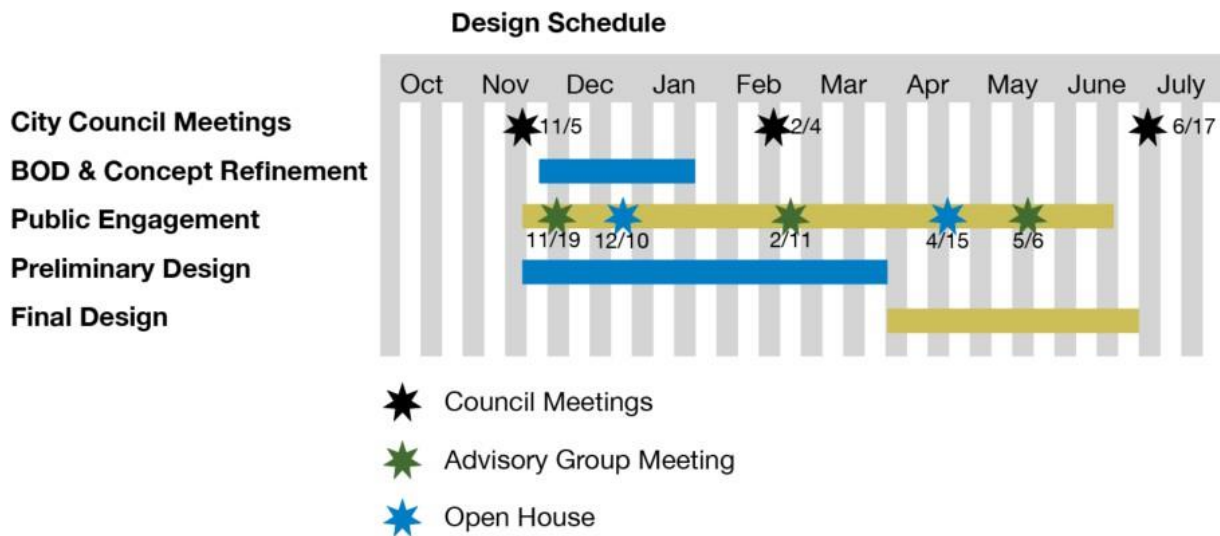 Design Schedule
Oct Nov Dec Jan Feb Mar Apr May June July
City Council Meetings 11/5 2/4 6/17
BOD & Concept Refinement
Public Engagement
11/19 12/10 2/11 4/15 5/6
Preliminary Design
Final Design
Council Meetings
Advisory Group Meeting
Open House